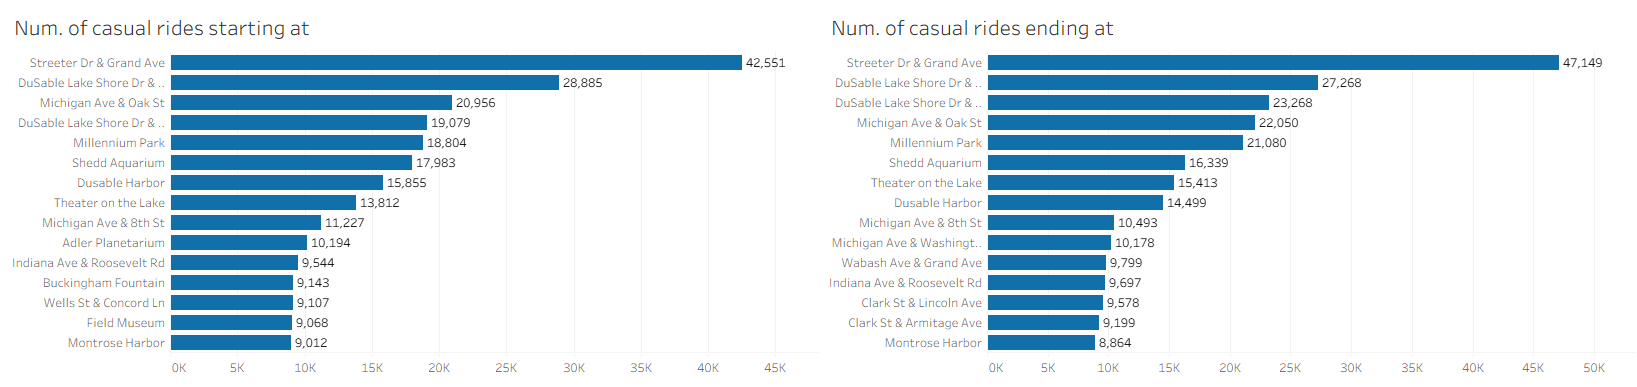 Num. of casual rides starting at
Streeter Dr & Grand Ave 42,551
DuSable Lake Shore Dr & .. 28,885
Michigan Ave & Oak St 20,956
DuSable Lake Shore Dr & .. 19,079
Millennium Park 18,804
Shedd Aquarium 17,983
Dusable Harbor 15,855
Theater on the Lake 13,812
Michigan Ave & 8th St 11,227
Adler Planetarium 10,194
Indiana Ave & Roosevelt Rd 9,544
Buckingham Fountain 9,143
Wells St & Concord Ln 9,107
Field Museum 9,068
Montrose Harbor 9,012
0K 5K 10K 15K 20K 25K 30K 35K 40K 45K
Num. of casual rides ending at
Streeter Dr & Grand Ave 47,149
DuSable Lake Shore Dr & .. 27,268
DuSable Lake Shore Dr & .. 23,268
Michigan Ave & Oak St 22,050
Millennium Park 21,080
Shedd Aquarium 16,339
Theater on the Lake 15,413
Dusable Harbor 14,499
Michigan Ave & 8th St 10,493
Michigan Ave & Washingt.. 10,178
Wabash Ave & Grand Ave 9,799
Indiana Ave & Roosevelt Rd 9,697
Clark St & Lincoln Ave 9,578
Clark St & Armitage Ave 9,199
Montrose Harbor 8,864
0K 5K 10K 15K 20K 25K 30K 35K 40K 45K 50K